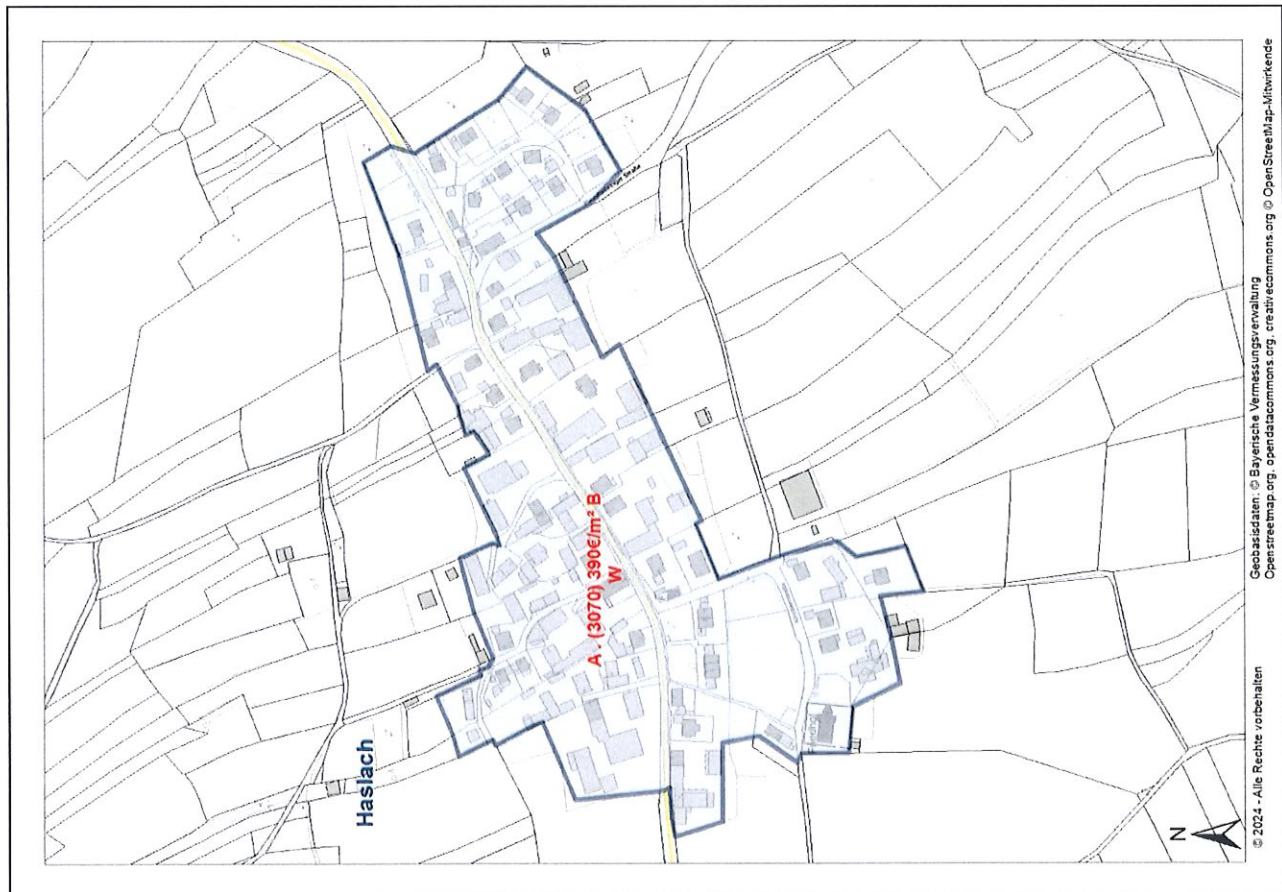 Haslach
A . (3070) 390€/m² B
W
Straße
N
© 2024 - Alle Rechte vorbehalten
Geobasisdaten: © Bayerische Vermessungsverwaltung
Openstreetmap.org, opendatacommons.org, creativecommons.org © OpenStreetMap-Mitwirkende